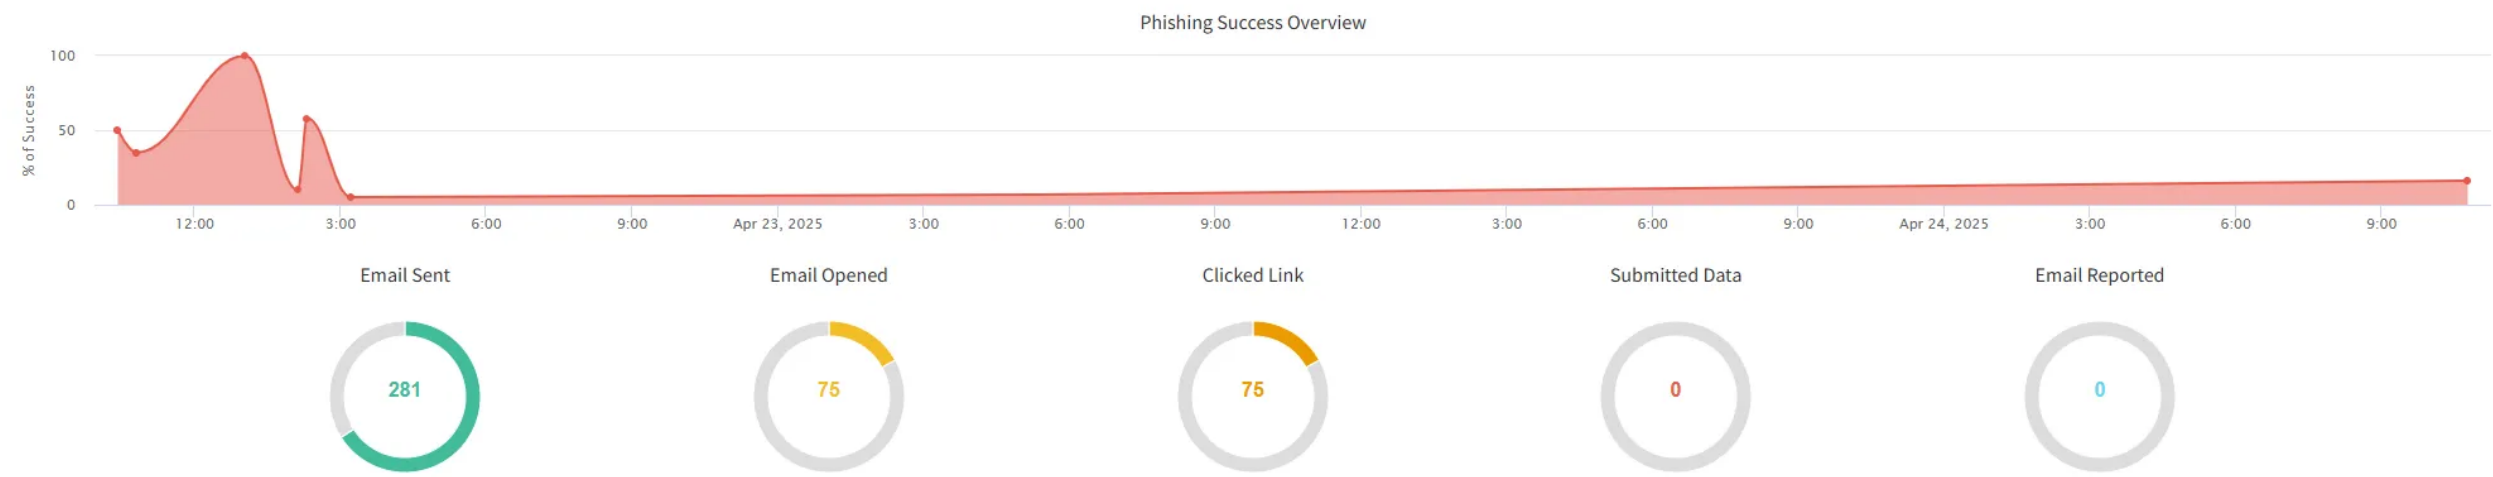 Phishing Success Overview
% of Success
100
50
0
12:00 3:00 6:00 9:00 Apr 23, 2025 3:00 6:00 9:00 12:00 3:00 6:00 9:00 Apr 24, 2025 3:00 6:00 9:00
Email Sent Email Opened Clicked Link Submitted Data Email Reported
281 75 75 0 0